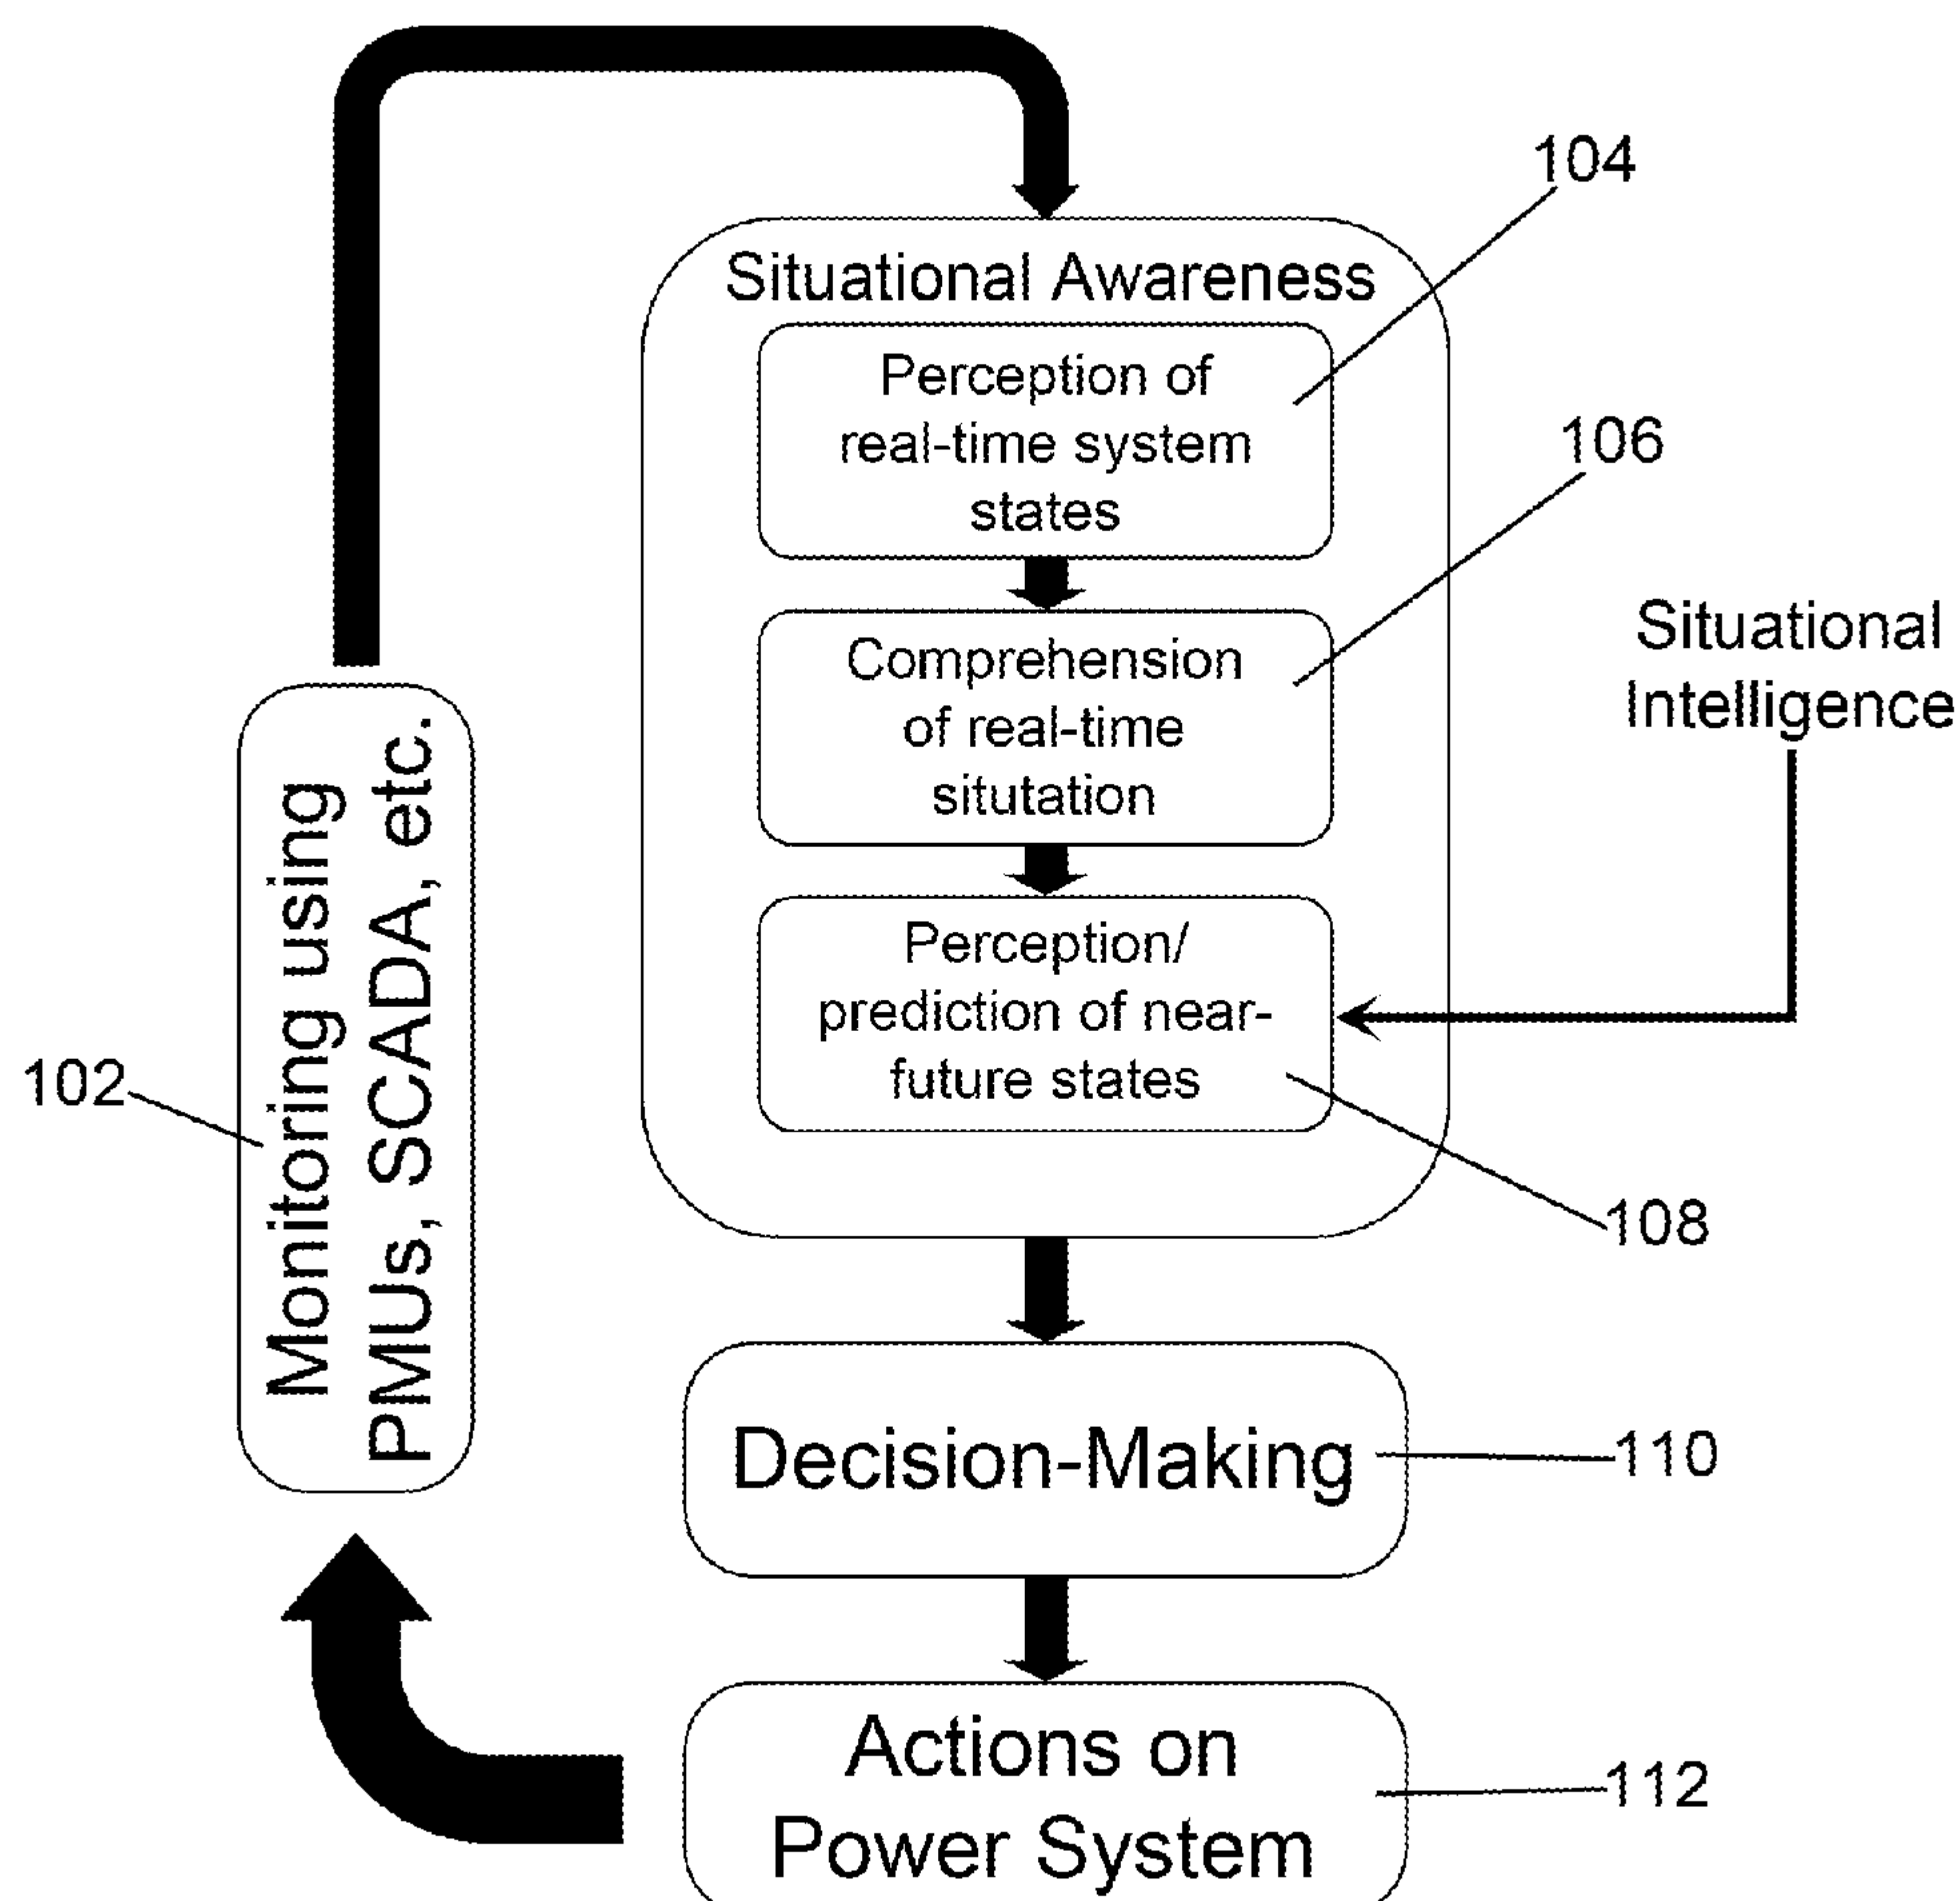 104
Situational Awareness
Perception of
real-time system
states
106
Comprehension
of real-time
situtation
Situational
Intelligence
Perception/
prediction of near-
future states
108
102
Monitoring using
PMUs, SCADA, etc.
Decision-Making
110
Actions on
Power System
112